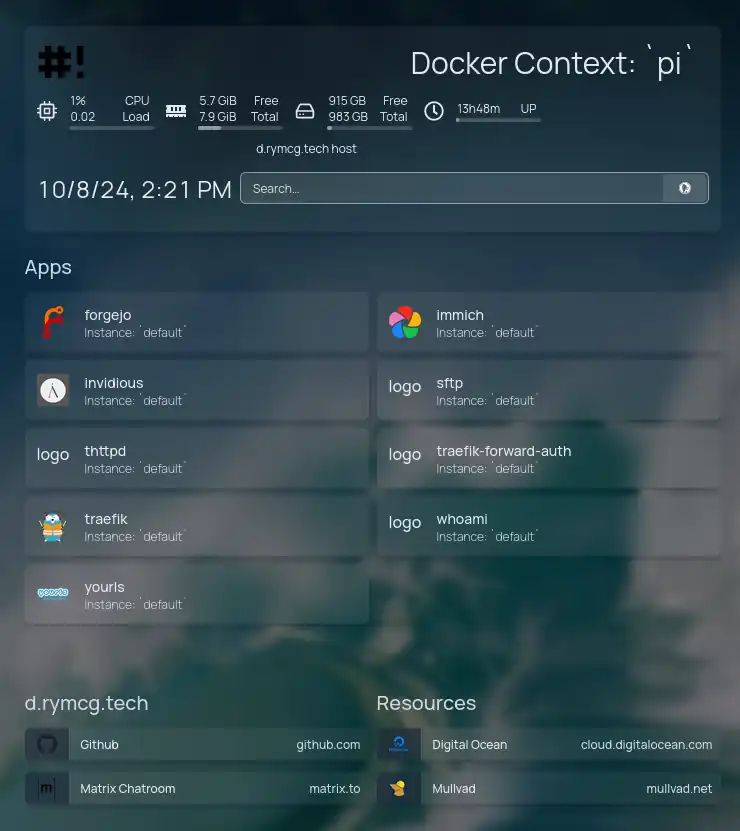 #!
Docker Context: `pi`
1% CPU
0.02 Load
5.7 GiB Free
7.9 GiB Total
915 GB Free
983 GB Total
13h48m UP
d.rymcg.tech host
10/8/24, 2:21 PM
Search...
Apps
forgejo
Instance: `default`
immich
Instance: `default`
invidious
Instance: `default`
logo
sftp
Instance: `default`
logo
thttpd
Instance: `default`
logo
traefik-forward-auth
Instance: `default`
traefik
Instance: `default`
logo
whoami
Instance: `default`
yourls
Instance: `default`
d.rymcg.tech
Github github.com
[m] Matrix Chatroom matrix.to
Resources
Digital Ocean cloud.digitalocean.com
Mullvad mullvad.net